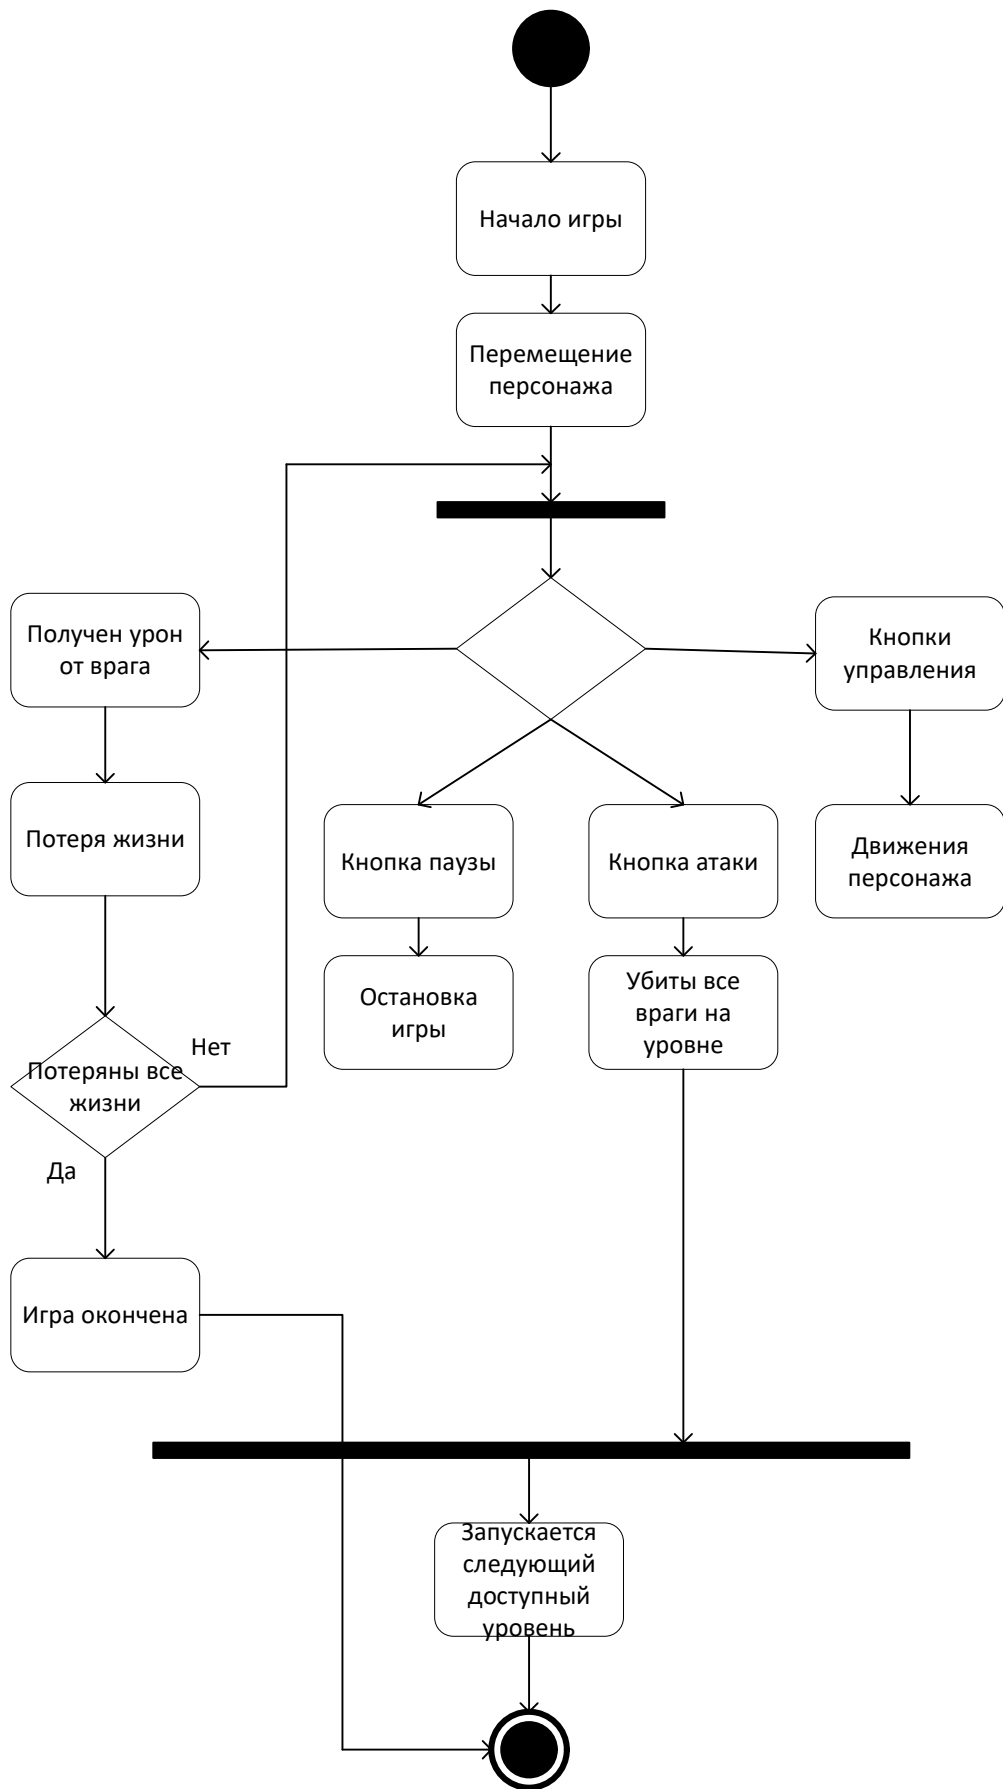 Начало игры
Перемещение
персонажа
Получен урон
от врага
Кнопки
управления
Потеря жизни
Кнопка паузы
Кнопка атаки
Движения
персонажа
Остановка
игры
Убиты все
враги на
уровне
Нет
Потеряны все
жизни
Да
Игра окончена
Запускается
следующий
доступный
уровень